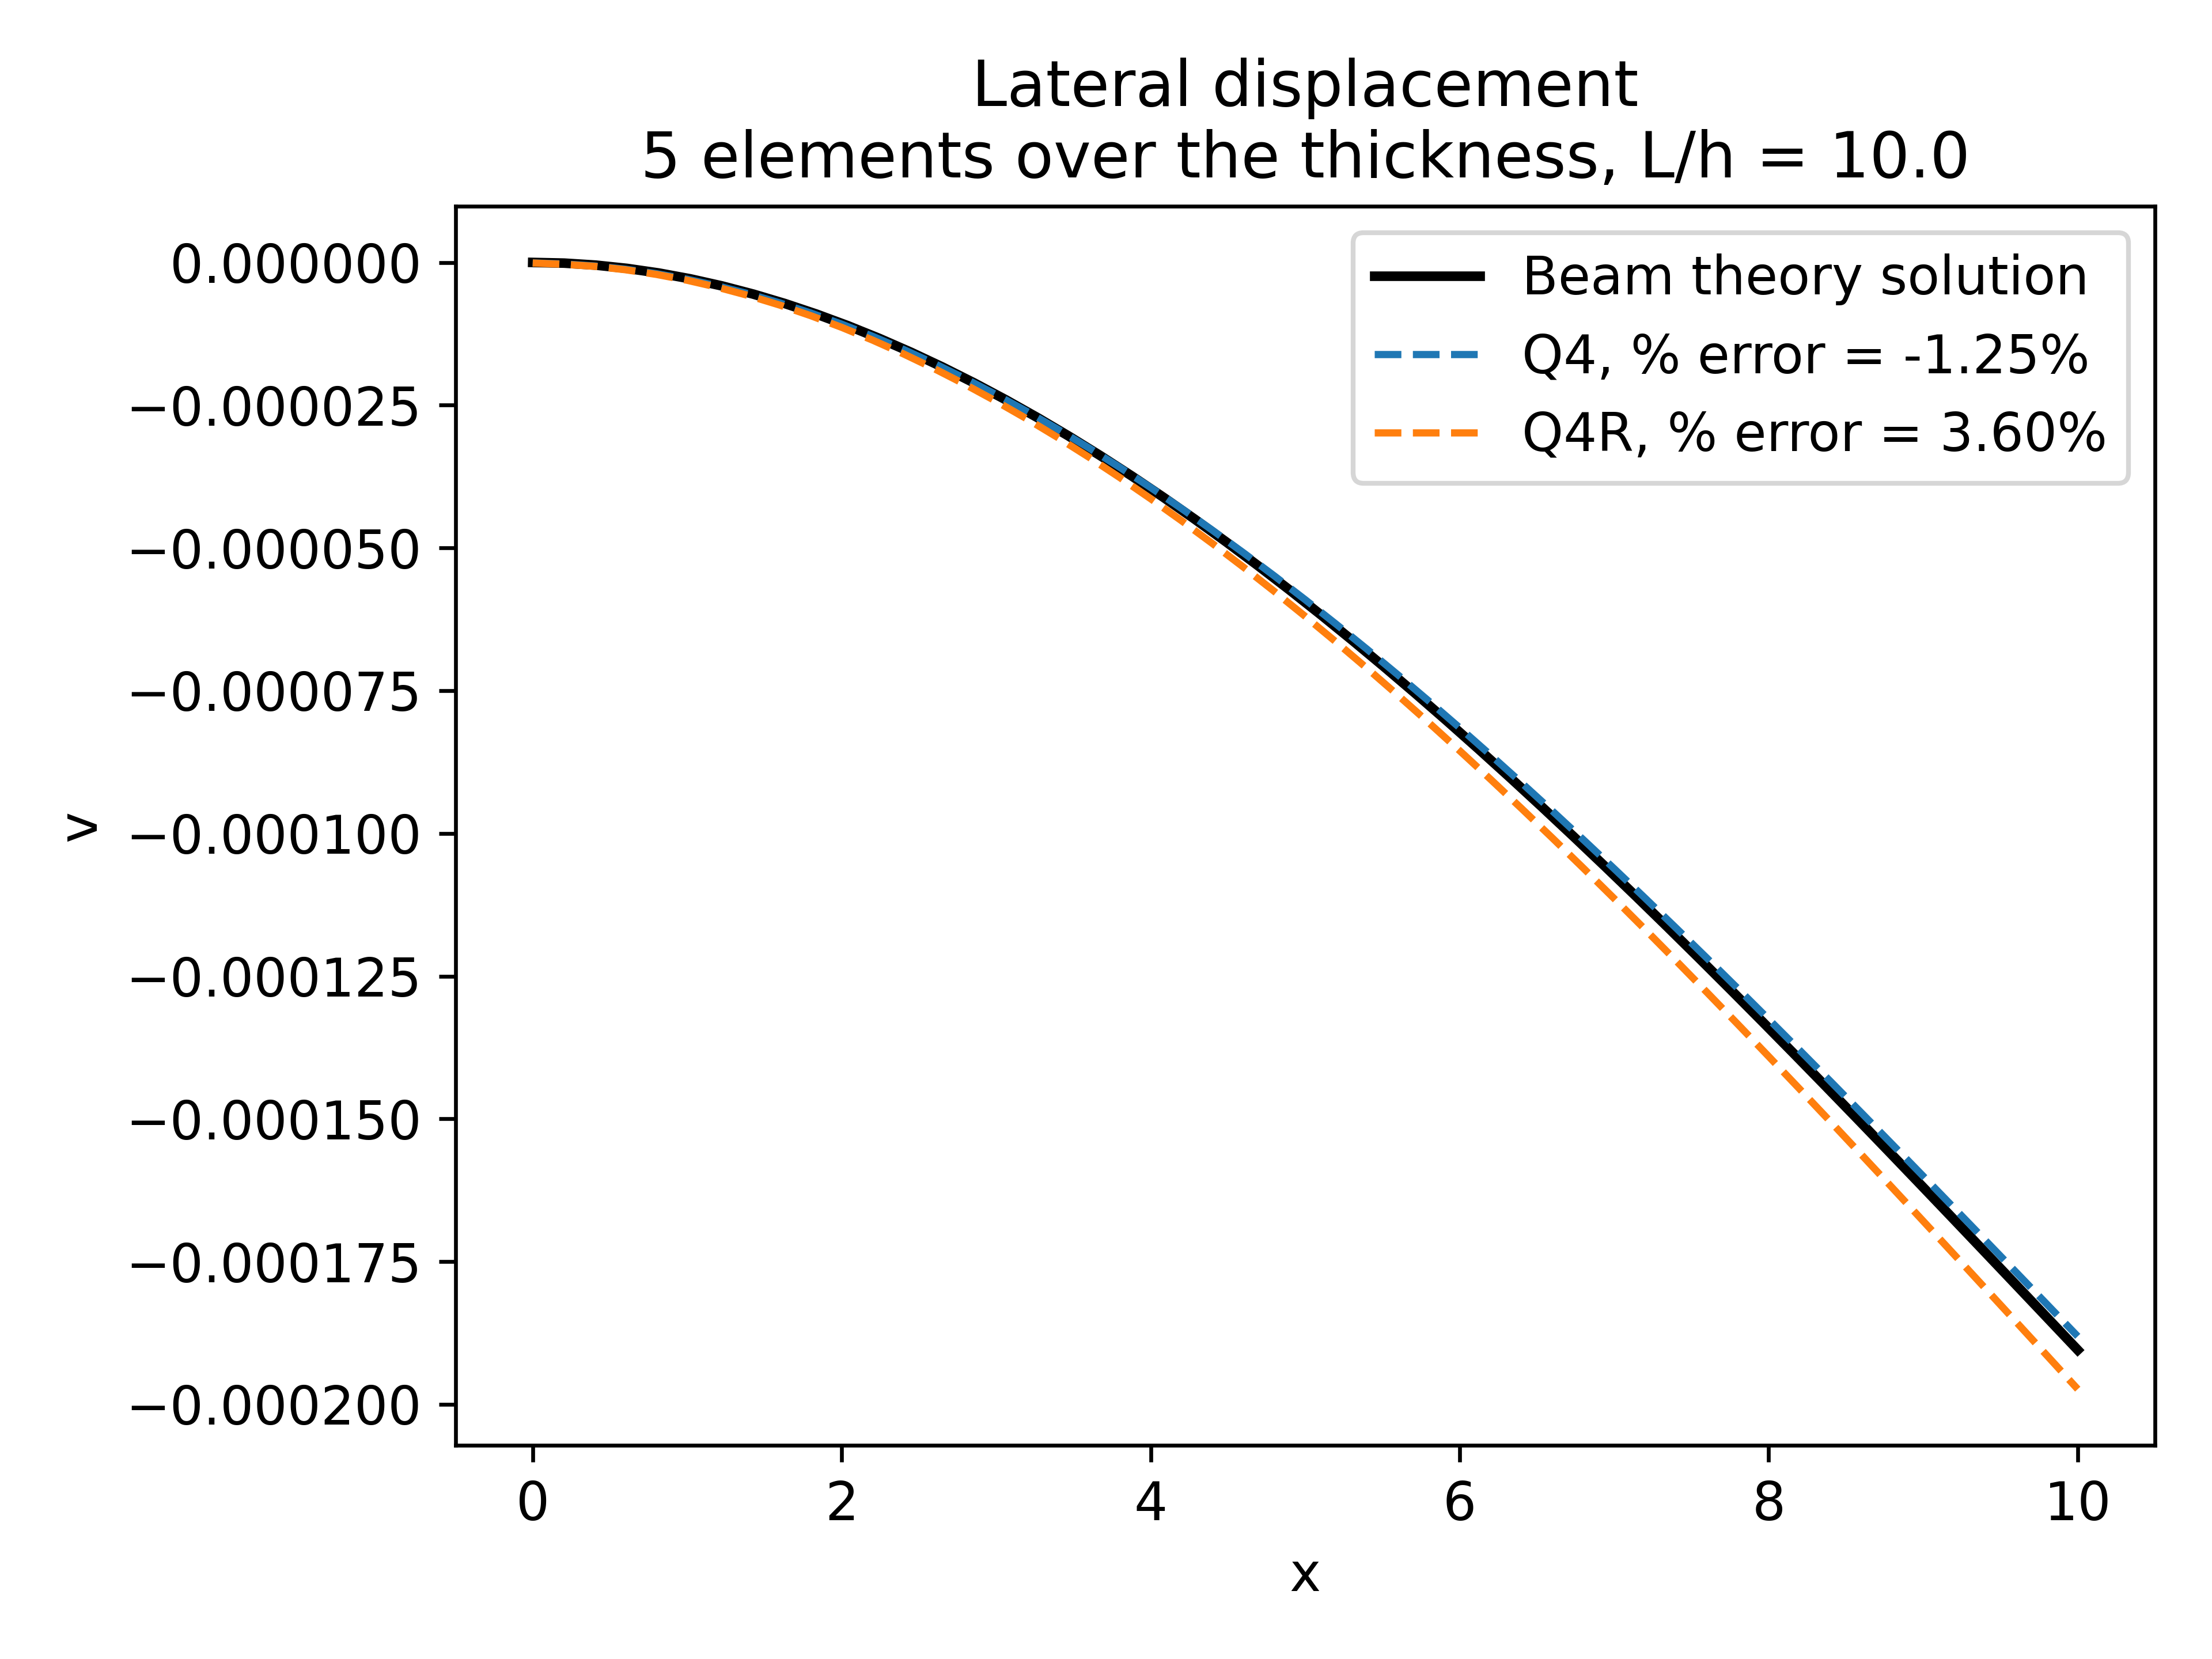 Lateral displacement
5 elements over the thickness, L/h = 10.0
Beam theory solution
Q4, % error = -1.25%
Q4R, % error = 3.60%
0.000000
−0.000025
−0.000050
−0.000075
−0.000100
−0.000125
−0.000150
−0.000175
−0.000200
v
0 2 4 6 8 10
x